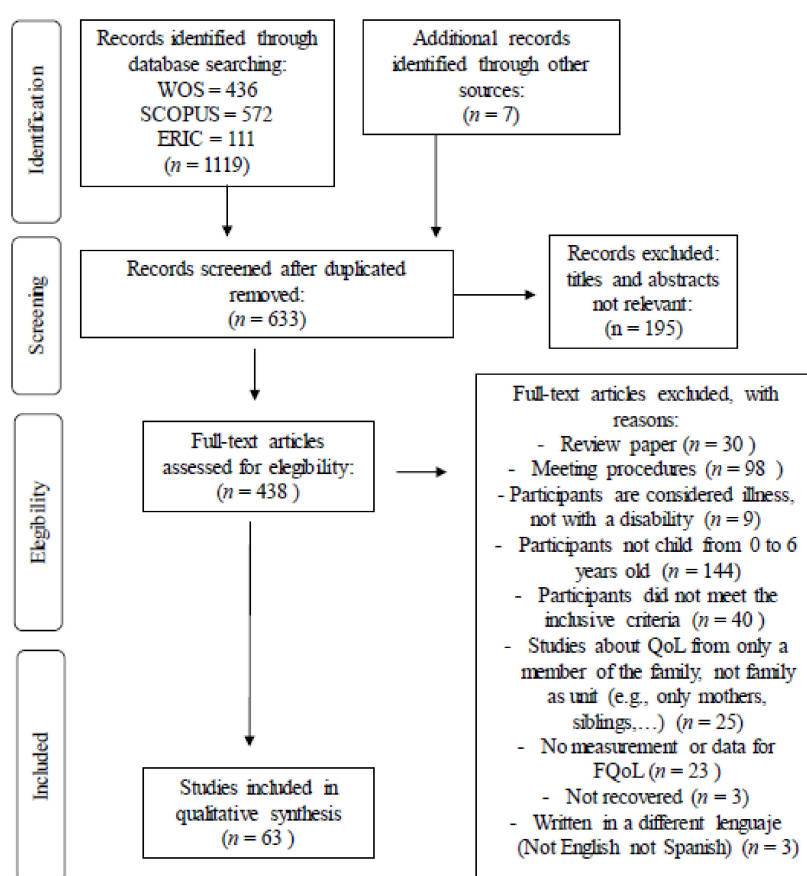 Identification
Records identified through
database searching:
WOS = 436
SCOPUS = 572
ERIC = 111
(n = 1119)
Additional records
identified through other
sources:
(n = 7)
Screening
Records screened after duplicated
removed:
(n = 633)
Records excluded:
titles and abstracts
not relevant:
(n = 195)
Elegibility
Full-text articles
assessed for elegibility:
(n = 438 )
Full-text articles excluded, with
reasons:
- Review paper (n = 30 )
- Meeting procedures (n = 98 )
- Participants are considered illness,
not with a disability (n = 9)
- Participants not child from 0 to 6
years old (n = 144)
- Participants did not meet the
inclusive criteria (n = 40 )
- Studies about QoL from only a
member of the family, not family
as unit (e.g., only mothers,
siblings,...) (n = 25)
- No measurement or data for
FQoL (n = 23 )
- Not recovered (n = 3)
- Written in a different lenguaje
(Not English not Spanish) (n = 3)
Included
Studies included in
qualitative synthesis
(n = 63 )